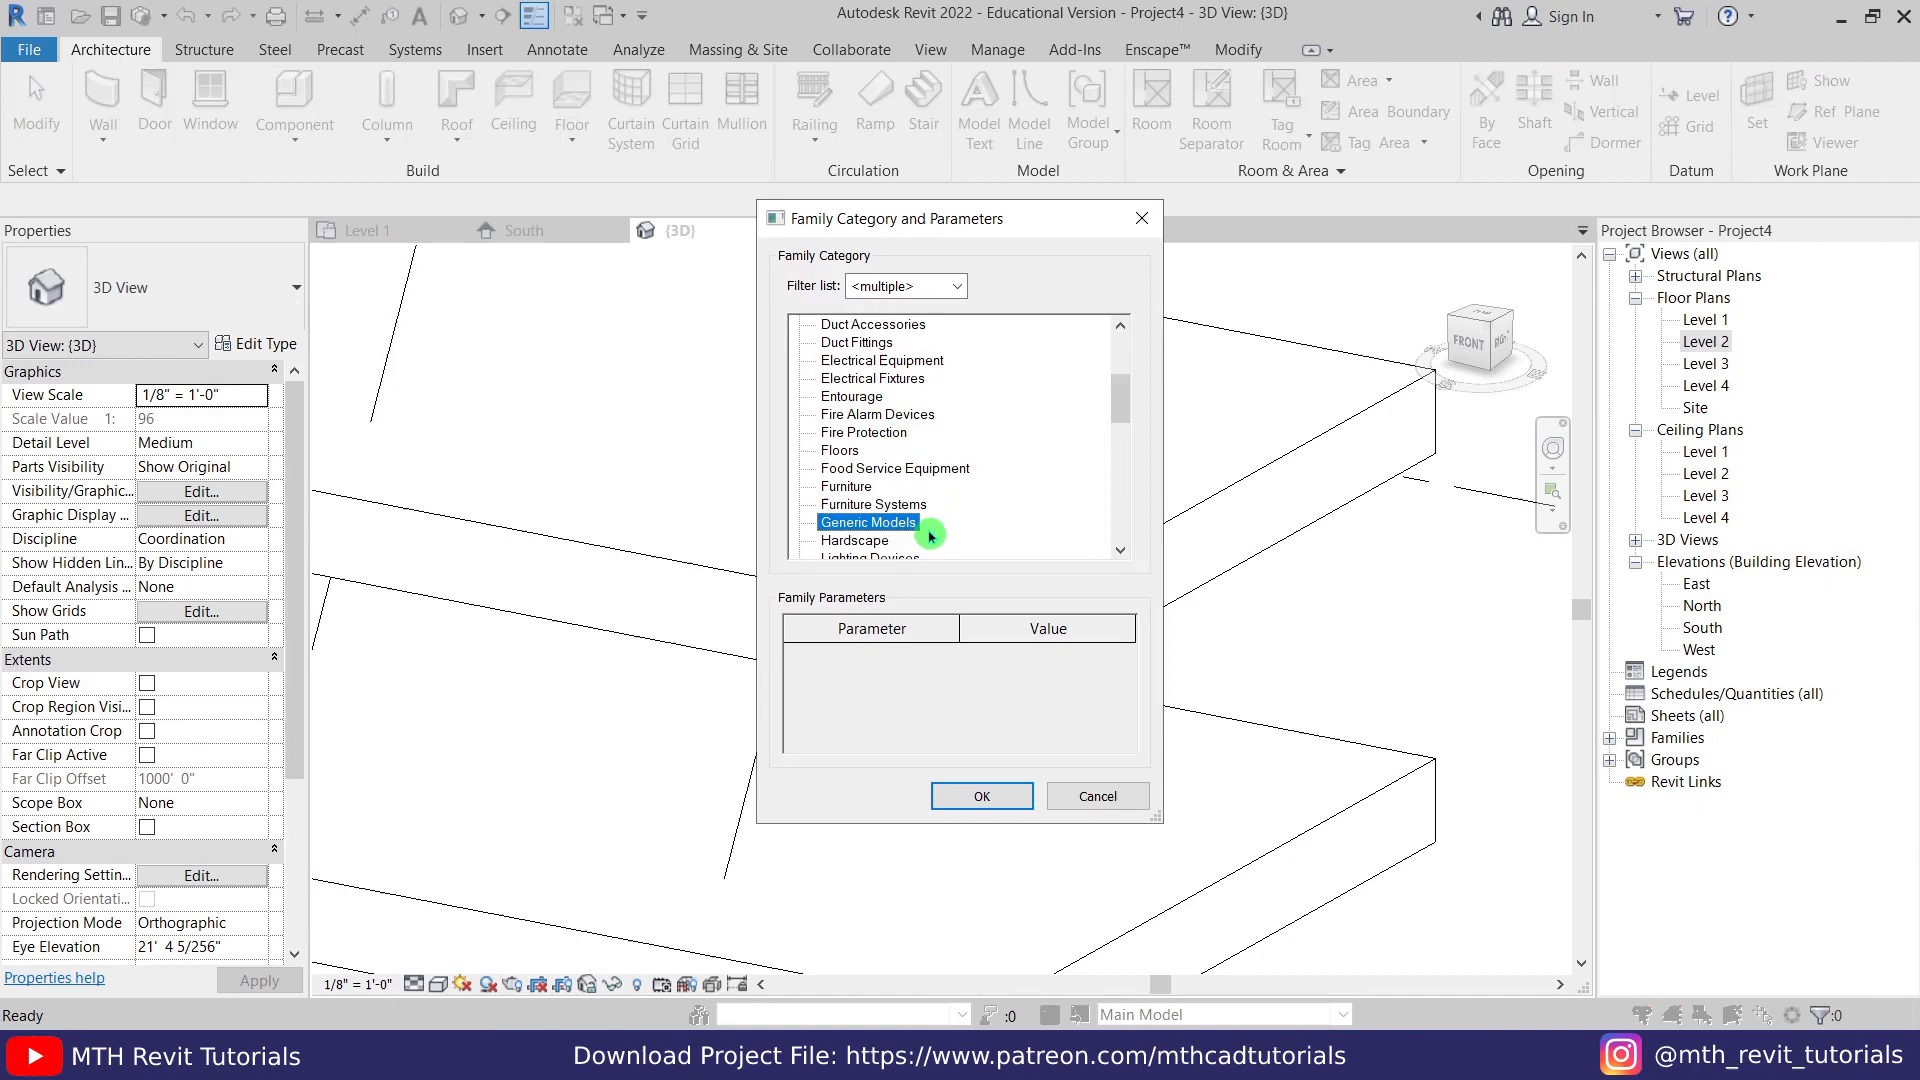 Autodesk Revit 2022 - Educational Version - Project4 - 3D View: {3D}
Sign In
File Architecture Structure Steel Precast Systems Insert Annotate Analyze Massing & Site Collaborate View Manage Add-Ins Enscape™ Modify
Modify
Wall
Door
Window
Component
Column
Roof
Ceiling
Floor
Curtain System
Curtain Grid
Mullion
Railing
Ramp
Stair
Model Text
Model Line
Model Group
Room
Room Separator
Tag Room
Area
Area Boundary
Tag Area
By Face
Shaft
Wall
Vertical
Dormer
Level
Grid
Set
Show
Ref Plane
Viewer
Select Build Circulation Model Room & Area Opening Datum Work Plane
Properties
3D View
3D View: {3D} Edit Type
Graphics
View Scale 1/8" = 1'-0"
Scale Value 1: 96
Detail Level Medium
Parts Visibility Show Original
Visibility/Graphic... Edit...
Graphic Display ... Edit...
Discipline Coordination
Show Hidden Lin... By Discipline
Default Analysis ... None
Show Grids Edit...
Sun Path
Extents
Crop View
Crop Region Visi...
Annotation Crop
Far Clip Active
Far Clip Offset 1000' 0"
Scope Box None
Section Box
Camera
Rendering Settin... Edit...
Locked Orientati...
Projection Mode Orthographic
Eye Elevation 21' 4 5/256"
Properties help Apply
Level 1 South {3D}
Family Category and Parameters
Family Category
Filter list: <multiple>
Duct Accessories
Duct Fittings
Electrical Equipment
Electrical Fixtures
Entourage
Fire Alarm Devices
Fire Protection
Floors
Food Service Equipment
Furniture
Furniture Systems
Generic Models
Hardscape
Lighting Devices
Family Parameters
Parameter Value
OK Cancel
FRONT
Project Browser - Project4
Views (all)
Structural Plans
Floor Plans
Level 1
Level 2
Level 3
Level 4
Site
Ceiling Plans
Level 1
Level 2
Level 3
Level 4
3D Views
Elevations (Building Elevation)
East
North
South
West
Legends
Schedules/Quantities (all)
Sheets (all)
Families
Groups
Revit Links
1/8" = 1'-0"
Ready :0 Main Model :0
MTH Revit Tutorials Download Project File: https://www.patreon.com/mthcadtutorials @mth_revit_tutorials